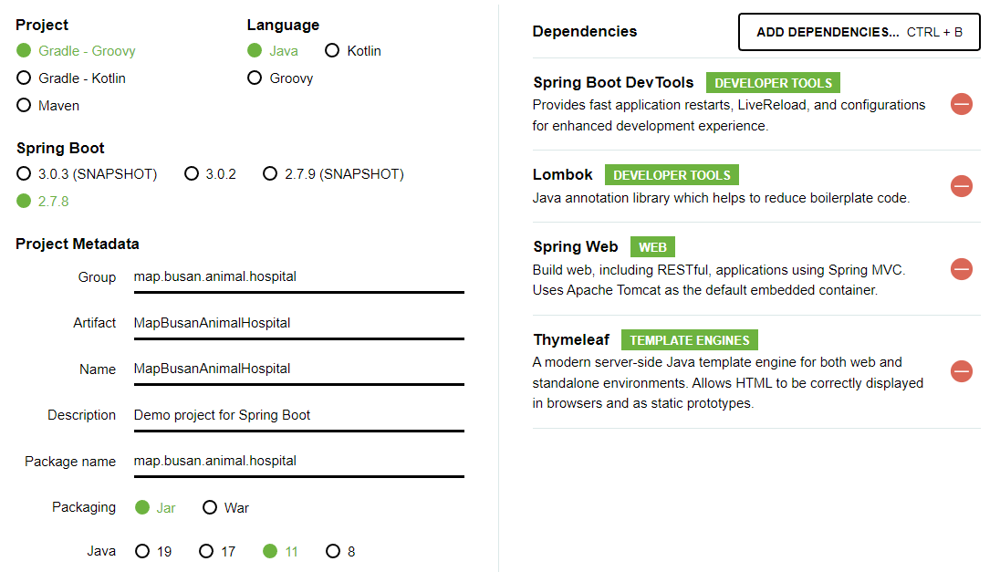 Project
Gradle - Groovy
Gradle - Kotlin
Maven
Language
Java Kotlin
Groovy
Spring Boot
3.0.3 (SNAPSHOT) 3.0.2 2.7.9 (SNAPSHOT)
2.7.8
Project Metadata
Group map.busan.animal.hospital
Artifact MapBusanAnimalHospital
Name MapBusanAnimalHospital
Description Demo project for Spring Boot
Package name map.busan.animal.hospital
Packaging Jar War
Java 19 17 11 8
Dependencies ADD DEPENDENCIES... CTRL + B
Spring Boot DevTools DEVELOPER TOOLS
Provides fast application restarts, LiveReload, and configurations
for enhanced development experience.
Lombok DEVELOPER TOOLS
Java annotation library which helps to reduce boilerplate code.
Spring Web WEB
Build web, including RESTful, applications using Spring MVC.
Uses Apache Tomcat as the default embedded container.
Thymeleaf TEMPLATE ENGINES
A modern server-side Java template engine for both web and
standalone environments. Allows HTML to be correctly displayed
in browsers and as static prototypes.